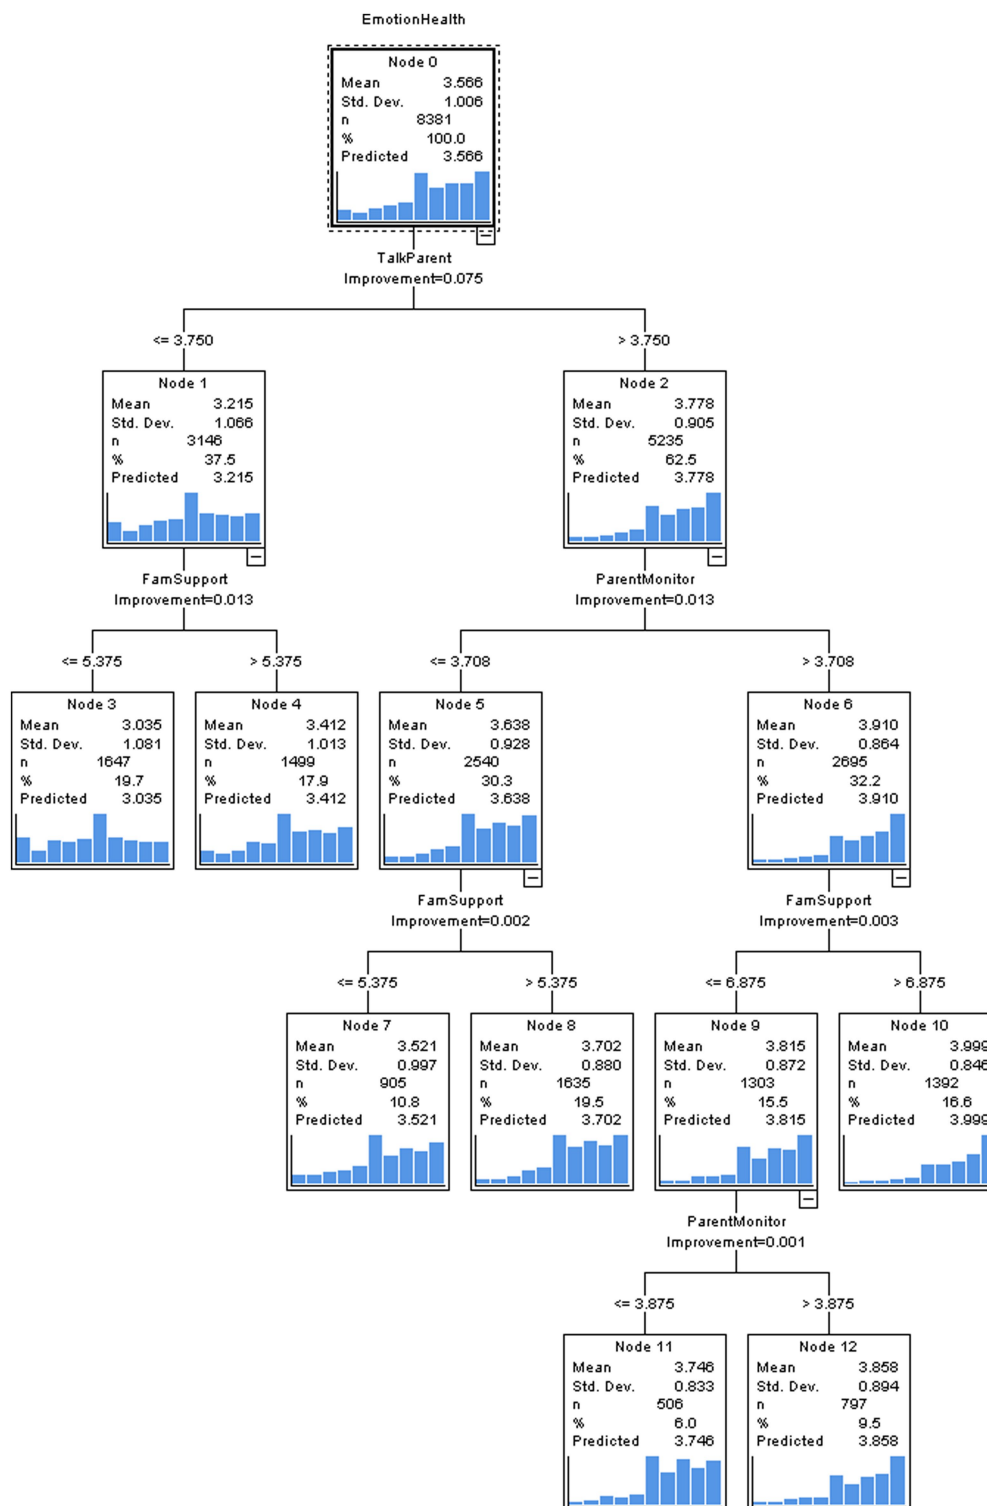 EmotionHealth
Node 0
Mean 3.566
Std. Dev. 1.006
n 8381
% 100.0
Predicted 3.566
TalkParent
Improvement=0.075
<= 3.750
> 3.750
Node 1
Mean 3.215
Std. Dev. 1.066
n 3146
% 37.5
Predicted 3.215
Node 2
Mean 3.778
Std. Dev. 0.905
n 5235
% 62.5
Predicted 3.778
FamSupport
Improvement=0.013
ParentMonitor
Improvement=0.013
<= 5.375
> 5.375
<= 3.708
> 3.708
Node 3
Mean 3.035
Std. Dev. 1.081
n 1647
% 19.7
Predicted 3.035
Node 4
Mean 3.412
Std. Dev. 1.013
n 1499
% 17.9
Predicted 3.412
Node 5
Mean 3.638
Std. Dev. 0.928
n 2540
% 30.3
Predicted 3.638
Node 6
Mean 3.910
Std. Dev. 0.864
n 2695
% 32.2
Predicted 3.910
FamSupport
Improvement=0.002
FamSupport
Improvement=0.003
<= 5.375
> 5.375
<= 6.875
> 6.875
Node 7
Mean 3.521
Std. Dev. 0.997
n 905
% 10.8
Predicted 3.521
Node 8
Mean 3.702
Std. Dev. 0.880
n 1635
% 19.5
Predicted 3.702
Node 9
Mean 3.815
Std. Dev. 0.872
n 1303
% 15.5
Predicted 3.815
Node 10
Mean 3.999
Std. Dev. 0.846
n 1392
% 16.6
Predicted 3.999
ParentMonitor
Improvement=0.001
<= 3.875
> 3.875
Node 11
Mean 3.746
Std. Dev. 0.833
n 506
% 6.0
Predicted 3.746
Node 12
Mean 3.858
Std. Dev. 0.894
n 797
% 9.5
Predicted 3.858